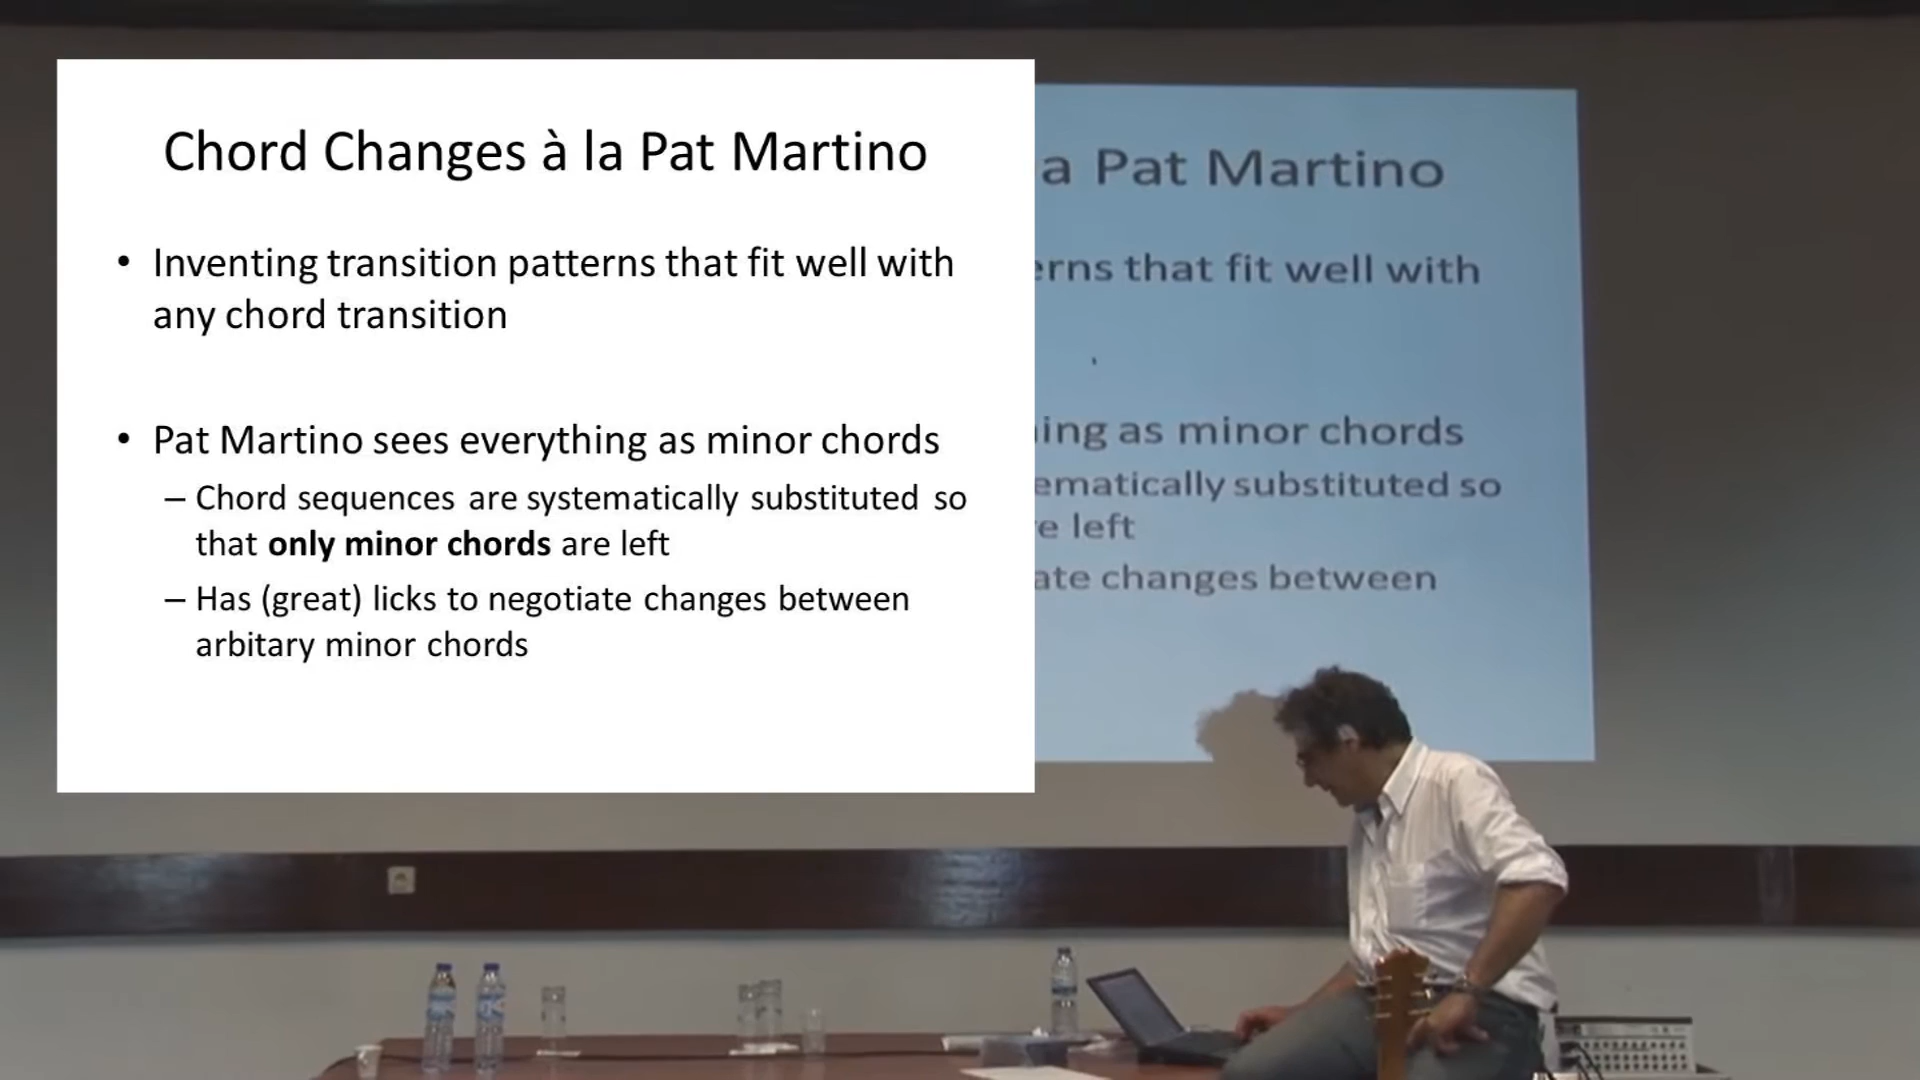 Chord Changes à la Pat Martino
• Inventing transition patterns that fit well with
any chord transition
• Pat Martino sees everything as minor chords
– Chord sequences are systematically substituted so
that only minor chords are left
– Has (great) licks to negotiate changes between
arbitary minor chords
a Pat Martino
erns that fit well with
ing as minor chords
ematically substituted so
e left
ate changes between